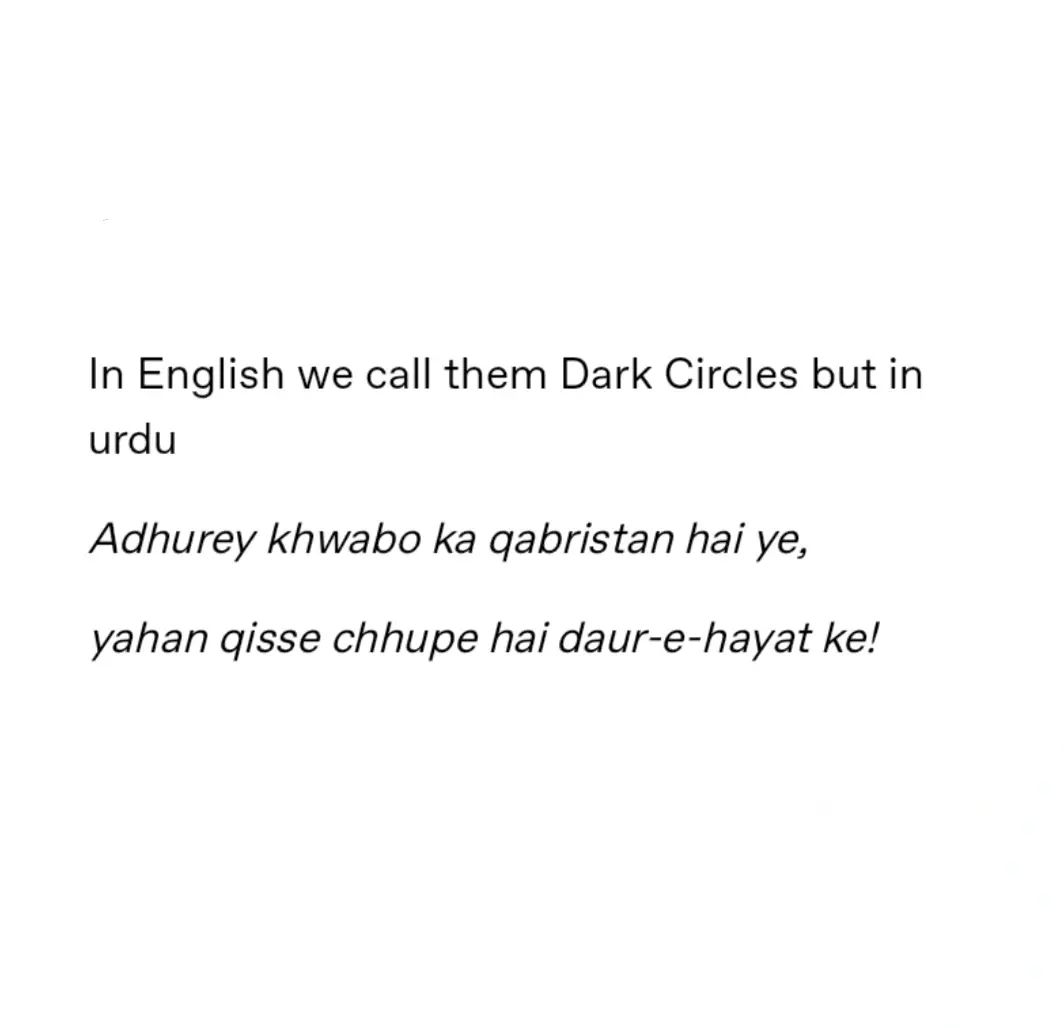 In English we call them Dark Circles but in
urdu
Adhurey khwabo ka qabristan hai ye,
yahan qisse chhupe hai daur-e-hayat ke!